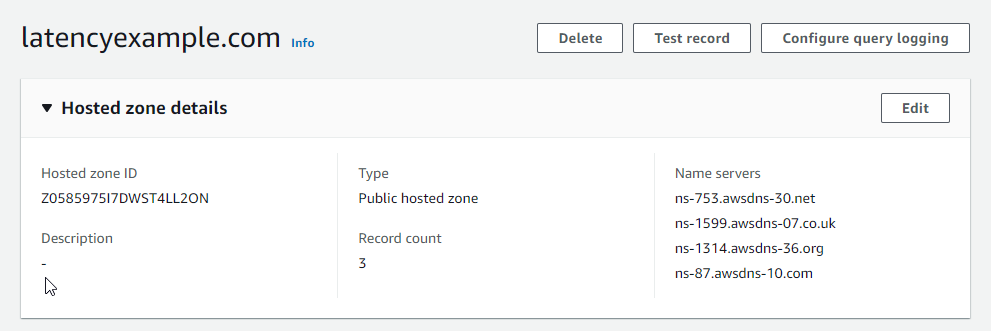 latencyexample.com Info
Delete
Test record
Configure query logging
Hosted zone details
Edit
Hosted zone ID
Z0585975I7DWST4LL2ON
Description
-
Type
Public hosted zone
Record count
3
Name servers
ns-753.awsdns-30.net
ns-1599.awsdns-07.co.uk
ns-1314.awsdns-36.org
ns-87.awsdns-10.com